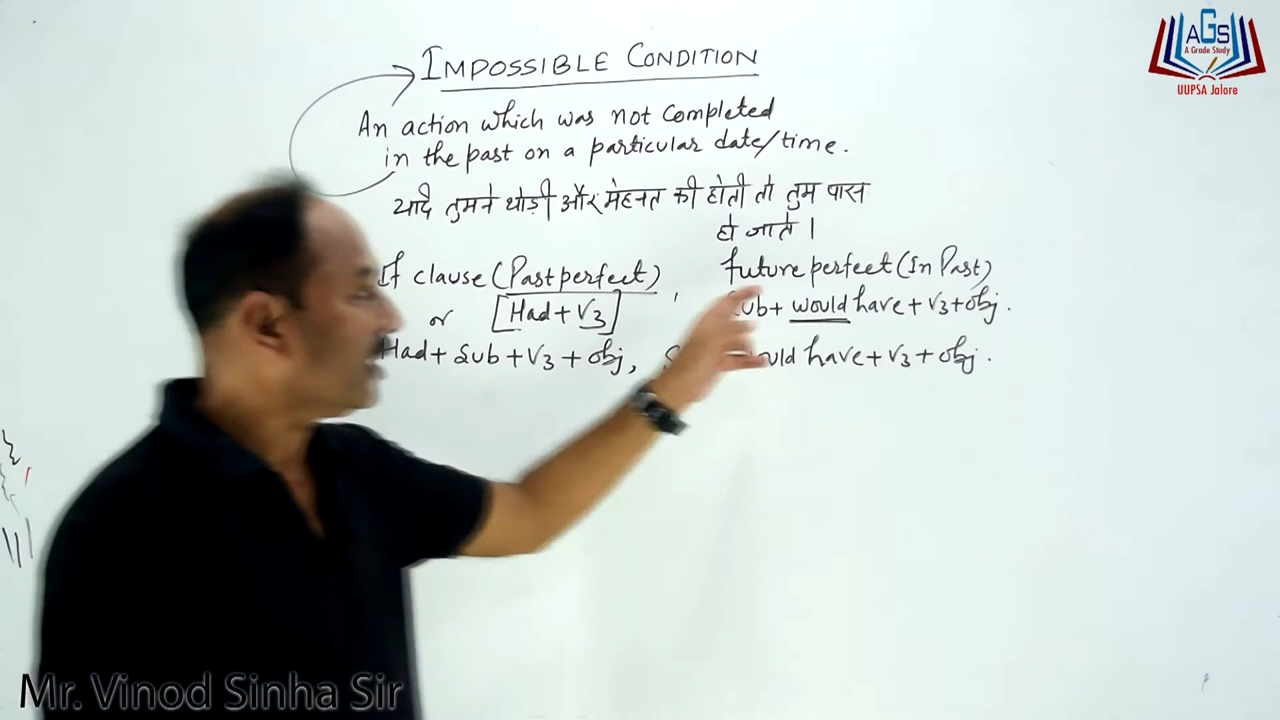 AGS
A Grade Study
UUPSA Jalore
IMPOSSIBLE CONDITION
An action which was not completed
in the past on a particular date/time.
यदि तुमने थोड़ी और मेहनत की होती तो तुम पास
हो जाते।
If clause (Past perfect) , future perfect (In Past)
or [Had + V3] Sub + would have + V3 + obj.
Had + Sub + V3 + obj, would have + V3 + obj.
Mr. Vinod Sinha Sir